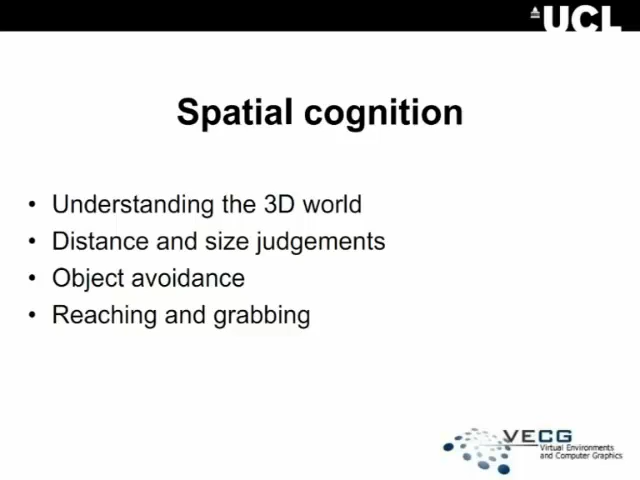 UCL
Spatial cognition
• Understanding the 3D world
• Distance and size judgements
• Object avoidance
• Reaching and grabbing
VECG
Virtual Environments
and Computer Graphics